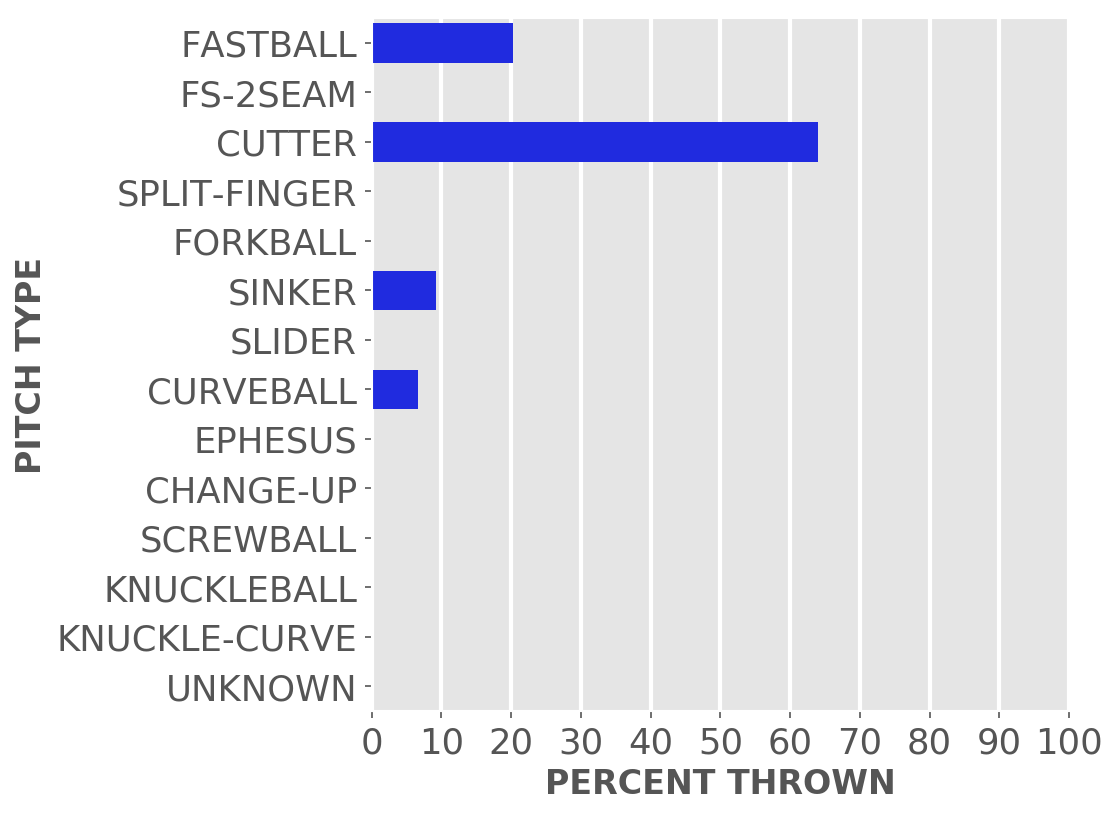 FASTBALL
FS-2SEAM
CUTTER
SPLIT-FINGER
FORKBALL
SINKER
SLIDER
CURVEBALL
EPHESUS
CHANGE-UP
SCREWBALL
KNUCKLEBALL
KNUCKLE-CURVE
UNKNOWN
PITCH TYPE
0 10 20 30 40 50 60 70 80 90 100
PERCENT THROWN